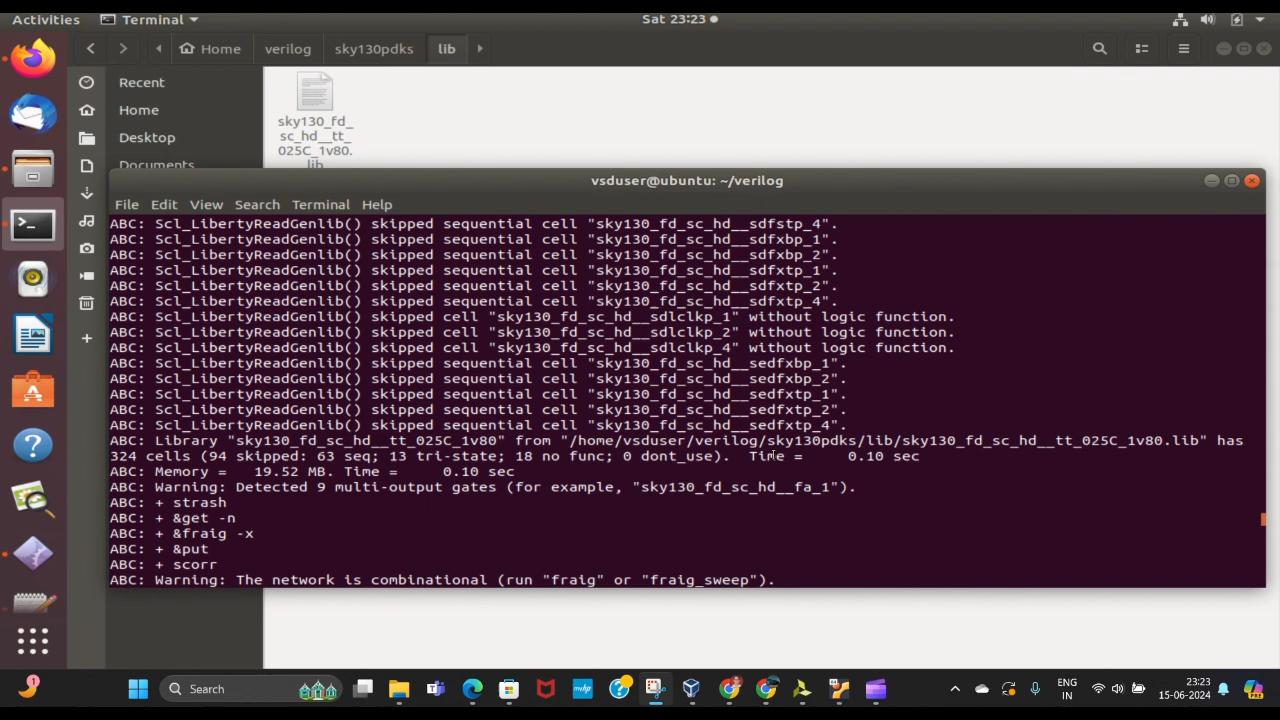 Activities Terminal Sat 23:23
Home verilog sky130pdks lib
Recent
Home
Desktop
Documents
sky130_fd_
sc_hd__tt_
025C_1v80.
lib
vsduser@ubuntu: ~/verilog
File Edit View Search Terminal Help
ABC: Scl_LibertyReadGenlib() skipped sequential cell "sky130_fd_sc_hd__sdfstp_4".
ABC: Scl_LibertyReadGenlib() skipped sequential cell "sky130_fd_sc_hd__sdfxbp_1".
ABC: Scl_LibertyReadGenlib() skipped sequential cell "sky130_fd_sc_hd__sdfxbp_2".
ABC: Scl_LibertyReadGenlib() skipped sequential cell "sky130_fd_sc_hd__sdfxtp_1".
ABC: Scl_LibertyReadGenlib() skipped sequential cell "sky130_fd_sc_hd__sdfxtp_2".
ABC: Scl_LibertyReadGenlib() skipped sequential cell "sky130_fd_sc_hd__sdfxtp_4".
ABC: Scl_LibertyReadGenlib() skipped cell "sky130_fd_sc_hd__sdlclkp_1" without logic function.
ABC: Scl_LibertyReadGenlib() skipped cell "sky130_fd_sc_hd__sdlclkp_2" without logic function.
ABC: Scl_LibertyReadGenlib() skipped cell "sky130_fd_sc_hd__sdlclkp_4" without logic function.
ABC: Scl_LibertyReadGenlib() skipped sequential cell "sky130_fd_sc_hd__sedfxbp_1".
ABC: Scl_LibertyReadGenlib() skipped sequential cell "sky130_fd_sc_hd__sedfxbp_2".
ABC: Scl_LibertyReadGenlib() skipped sequential cell "sky130_fd_sc_hd__sedfxtp_1".
ABC: Scl_LibertyReadGenlib() skipped sequential cell "sky130_fd_sc_hd__sedfxtp_2".
ABC: Scl_LibertyReadGenlib() skipped sequential cell "sky130_fd_sc_hd__sedfxtp_4".
ABC: Library "sky130_fd_sc_hd__tt_025C_1v80" from "/home/vsduser/verilog/sky130pdks/lib/sky130_fd_sc_hd__tt_025C_1v80.lib" has
324 cells (94 skipped: 63 seq; 13 tri-state; 18 no func; 0 dont_use). Time = 0.10 sec
ABC: Memory = 19.52 MB. Time = 0.10 sec
ABC: Warning: Detected 9 multi-output gates (for example, "sky130_fd_sc_hd__fa_1").
ABC: + strash
ABC: + &get -n
ABC: + &fraig -x
ABC: + &put
ABC: + scorr
ABC: Warning: The network is combinational (run "fraig" or "fraig_sweep").
1
Search
mhp
PRE
ENG
IN
23:23
15-06-2024